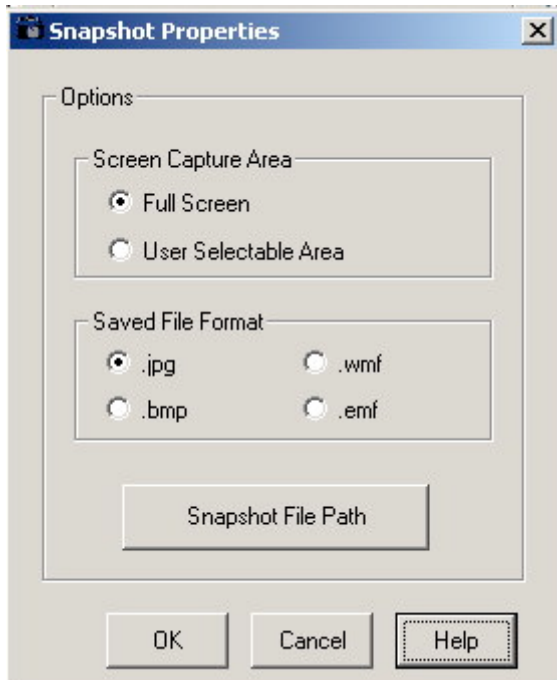 Snapshot Properties
Options
Screen Capture Area
Full Screen
User Selectable Area
Saved File Format
.jpg .wmf
.bmp .emf
Snapshot File Path
OK Cancel Help